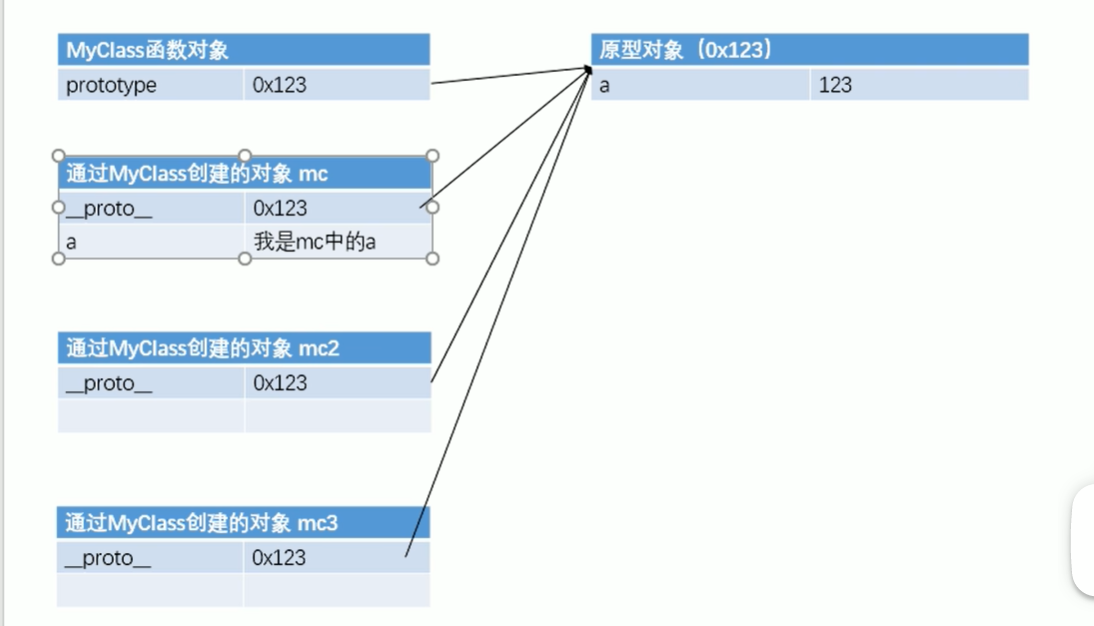 MyClass函数对象
prototype 0x123
原型对象（0x123）
a 123
通过MyClass创建的对象 mc
__proto__ 0x123
a 我是mc中的a
通过MyClass创建的对象 mc2
__proto__ 0x123
通过MyClass创建的对象 mc3
__proto__ 0x123